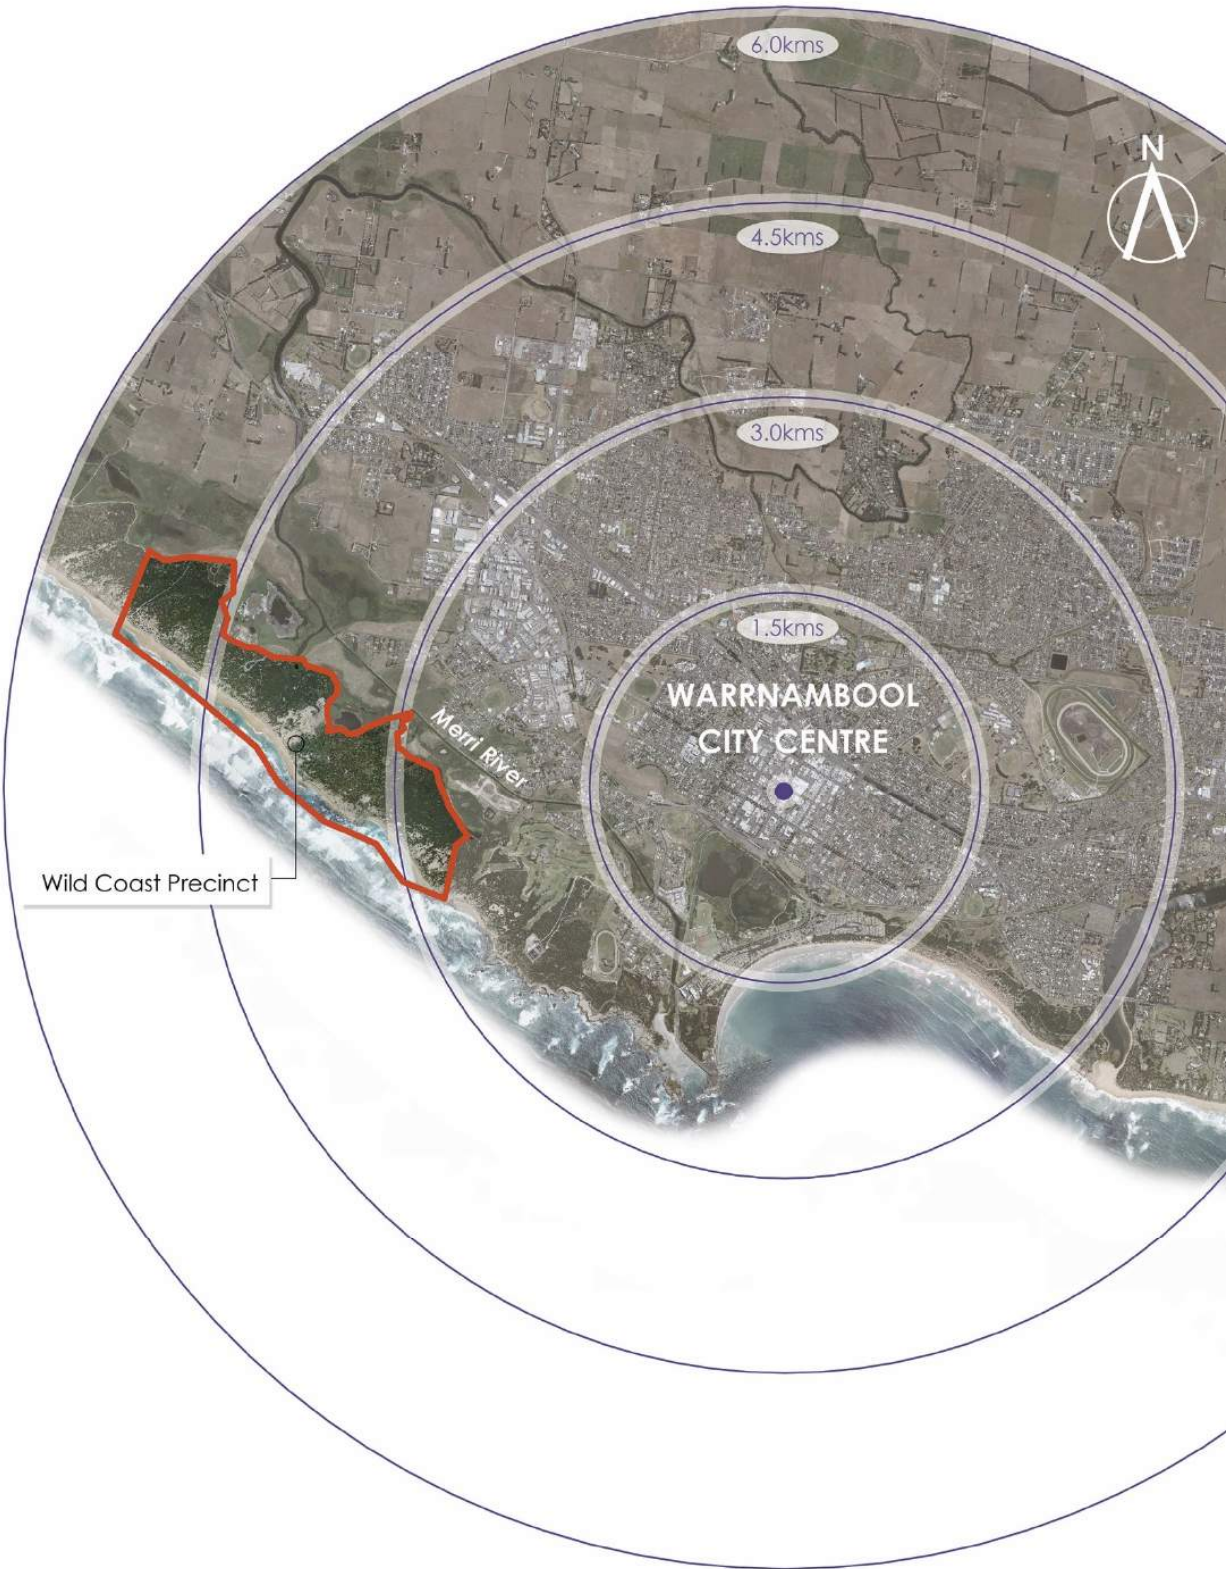 6.0kms
N
4.5kms
3.0kms
1.5kms
WARRNAMBOOL
CITY CENTRE
Merri River
Wild Coast Precinct